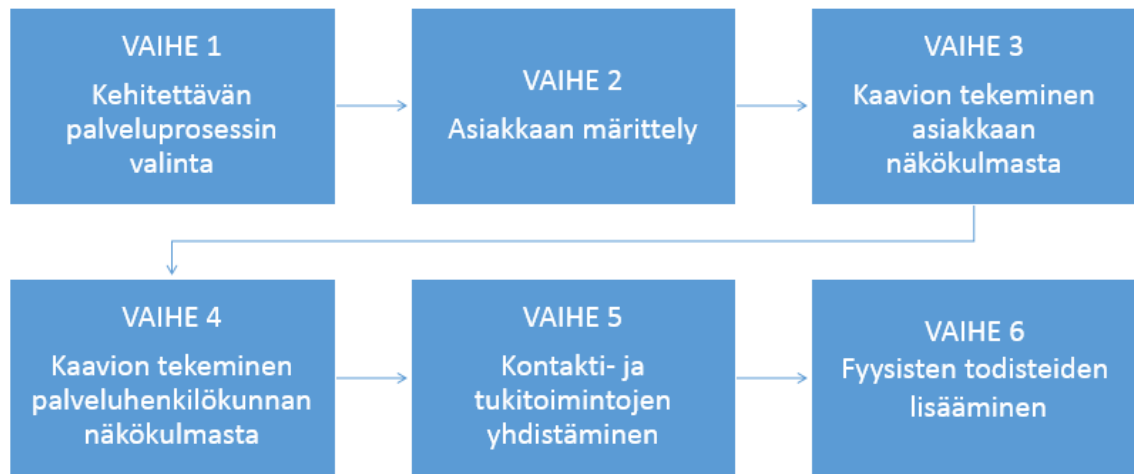 VAIHE 1
Kehitettävän
palveluprosessin
valinta
VAIHE 2
Asiakkaan märittely
VAIHE 3
Kaavion tekeminen
asiakkaan
näkökulmasta
VAIHE 4
Kaavion tekeminen
palveluhenkilökunnan
näkökulmasta
VAIHE 5
Kontakti- ja
tukitoimintojen
yhdistäminen
VAIHE 6
Fyysisten todisteiden
lisääminen